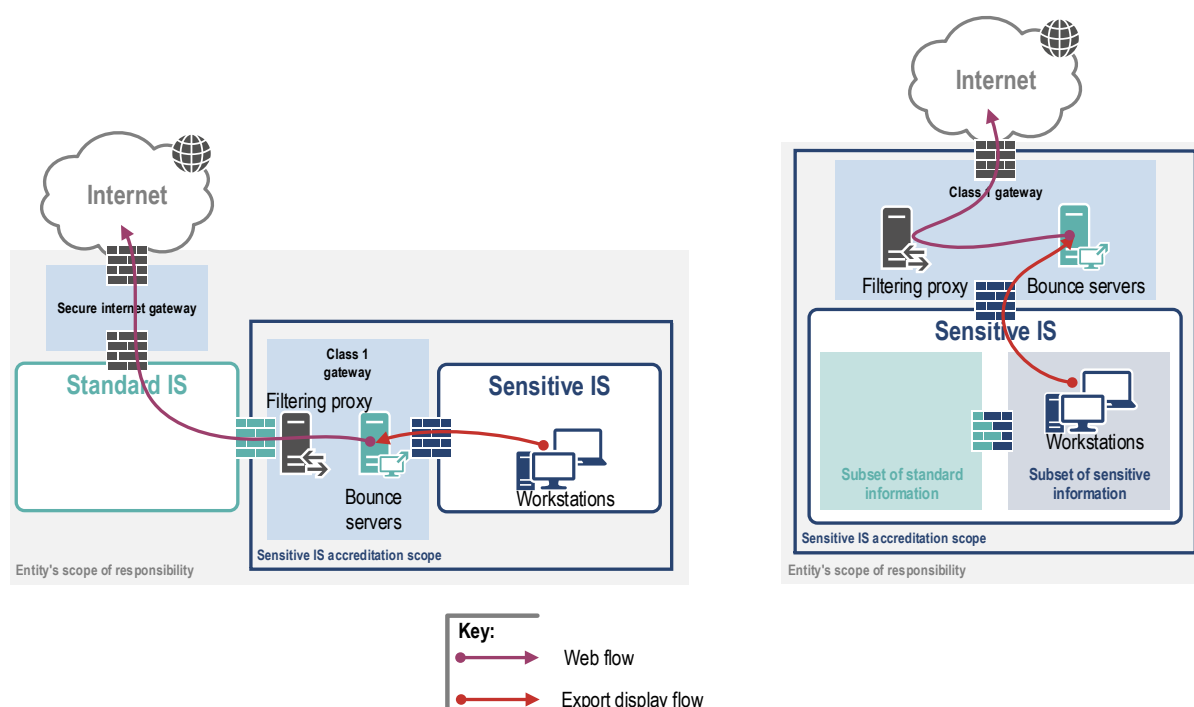 Internet
Secure internet gateway
Standard IS
Class 1
gateway
Filtering proxy
Bounce
servers
Sensitive IS
Workstations
Sensitive IS accreditation scope
Entity's scope of responsibility
Internet
Class 1 gateway
Filtering proxy
Bounce servers
Sensitive IS
Workstations
Subset of standard
information
Subset of sensitive
information
Sensitive IS accreditation scope
Entity's scope of responsibility
Key:
Web flow
Export display flow